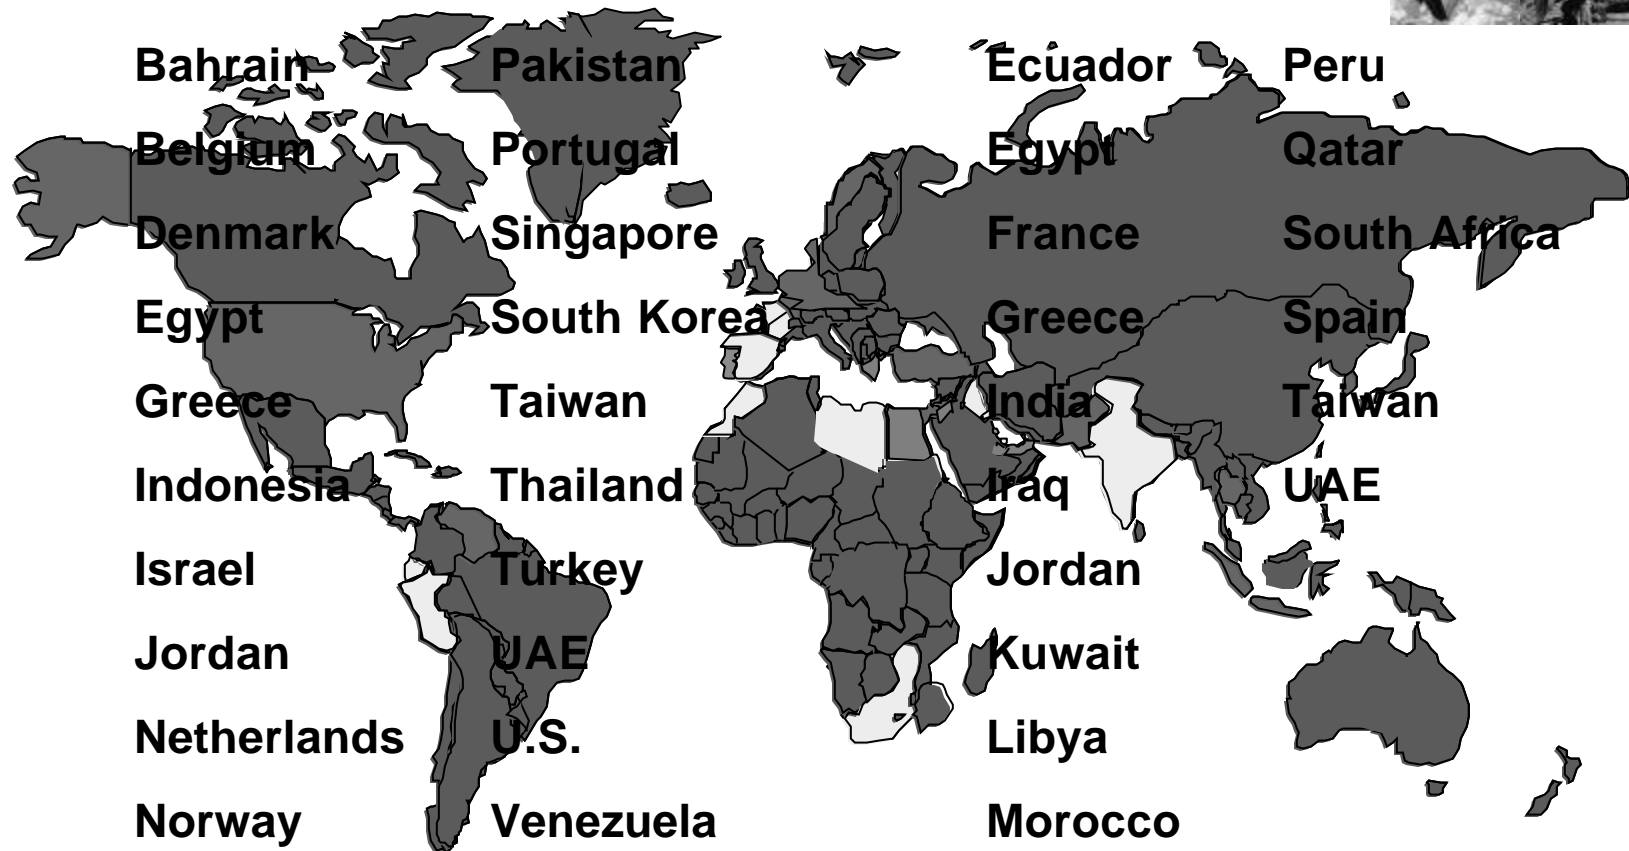 Bahrain
Belgium
Denmark
Egypt
Greece
Indonesia
Israel
Jordan
Netherlands
Norway
Pakistan
Portugal
Singapore
South Korea
Taiwan
Thailand
Turkey
UAE
U.S.
Venezuela
Ecuador
Egypt
France
Greece
India
Iraq
Jordan
Kuwait
Libya
Morocco
Peru
Qatar
South Africa
Spain
Taiwan
UAE